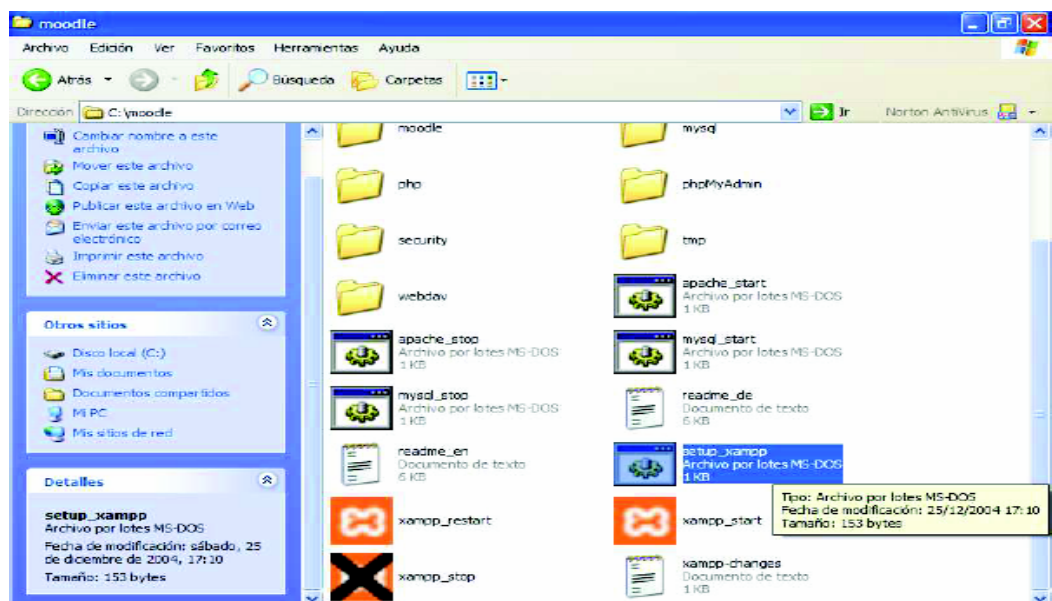 moodle
Archivo Edición Ver Favoritos Herramientas Ayuda
Atrás Búsqueda Carpetas
Dirección C:\moodle Ir Norton AntiVirus
Cambiar nombre a este
archivo
Mover este archivo
Copiar este archivo
Publicar este archivo en Web
Enviar este archivo por correo
electrónico
Imprimir este archivo
Eliminar este archivo
Otros sitios
Disco local (C:)
Mis documentos
Documentos compartidos
Mi PC
Mis sitios de red
Detalles
setup_xampp
Archivo por lotes MS-DOS
Fecha de modificación: sábado, 25
de diciembre de 2004, 17:10
Tamaño: 153 bytes
moodle
mysql
php
phpMyAdmin
security
tmp
webdav
apache_start
Archivo por lotes MS-DOS
1 KB
apache_stop
Archivo por lotes MS-DOS
1 KB
mysql_start
Archivo por lotes MS-DOS
1 KB
mysql_stop
Archivo por lotes MS-DOS
1 KB
readme_de
Documento de texto
6 KB
readme_en
Documento de texto
6 KB
setup_xampp
Archivo por lotes MS-DOS
1 KB
Tipo: Archivo por lotes MS-DOS
Fecha de modificación: 25/12/2004 17:10
Tamaño: 153 bytes
xampp_restart
xampp_start
xampp_stop
xampp-changes
Documento de texto
1 KB